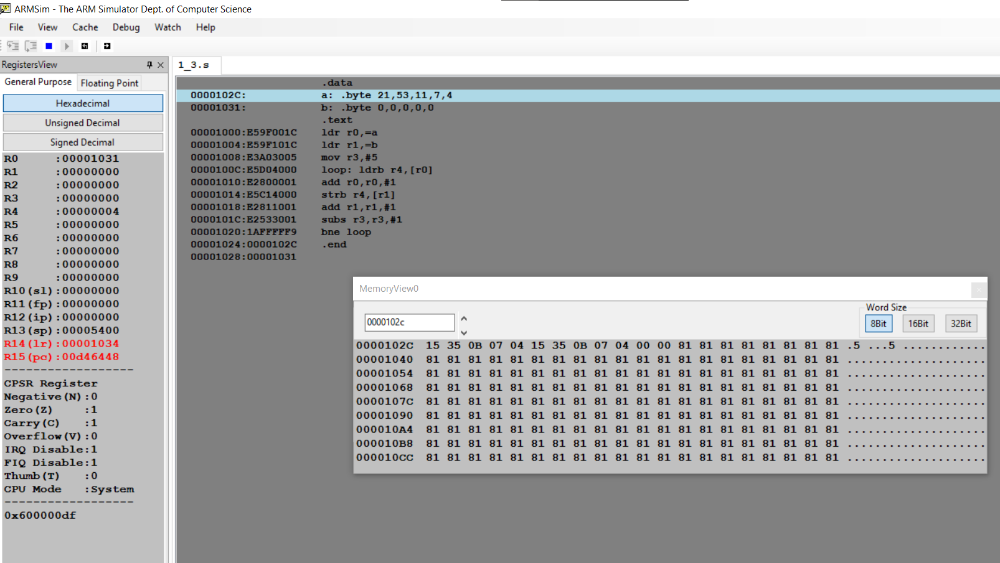 ARMSim - The ARM Simulator Dept. of Computer Science
File View Cache Debug Watch Help
RegistersView
General Purpose Floating Point
Hexadecimal
Unsigned Decimal
Signed Decimal
R0 :00001031
R1 :00000000
R2 :00000000
R3 :00000000
R4 :00000004
R5 :00000000
R6 :00000000
R7 :00000000
R8 :00000000
R9 :00000000
R10(sl):00000000
R11(fp):00000000
R12(ip):00000000
R13(sp):00005400
R14(lr):00001034
R15(pc):00d46448
------------------
CPSR Register
Negative(N):0
Zero(Z) :1
Carry(C) :1
Overflow(V):0
IRQ Disable:1
FIQ Disable:1
Thumb(T) :0
CPU Mode :System
------------------
0x600000df
1_3.s
.data
0000102C: a: .byte 21,53,11,7,4
00001031: b: .byte 0,0,0,0,0
.text
00001000:E59F001C ldr r0,=a
00001004:E59F101C ldr r1,=b
00001008:E3A03005 mov r3,#5
0000100C:E5D04000 loop: ldrb r4,[r0]
00001010:E2800001 add r0,r0,#1
00001014:E5C14000 strb r4,[r1]
00001018:E2811001 add r1,r1,#1
0000101C:E2533001 subs r3,r3,#1
00001020:1AFFFFF9 bne loop
00001024:0000102C .end
00001028:00001031
MemoryView0
0000102c
Word Size
8Bit 16Bit 32Bit
0000102C 15 35 0B 07 04 15 35 0B 07 04 00 00 81 81 81 81 81 81 81 81 .5 ...5 ............
00001040 81 81 81 81 81 81 81 81 81 81 81 81 81 81 81 81 81 81 81 81 ....................
00001054 81 81 81 81 81 81 81 81 81 81 81 81 81 81 81 81 81 81 81 81 ....................
00001068 81 81 81 81 81 81 81 81 81 81 81 81 81 81 81 81 81 81 81 81 ....................
0000107C 81 81 81 81 81 81 81 81 81 81 81 81 81 81 81 81 81 81 81 81 ....................
00001090 81 81 81 81 81 81 81 81 81 81 81 81 81 81 81 81 81 81 81 81 ....................
000010A4 81 81 81 81 81 81 81 81 81 81 81 81 81 81 81 81 81 81 81 81 ....................
000010B8 81 81 81 81 81 81 81 81 81 81 81 81 81 81 81 81 81 81 81 81 ....................
000010CC 81 81 81 81 81 81 81 81 81 81 81 81 81 81 81 81 81 81 81 81 ....................